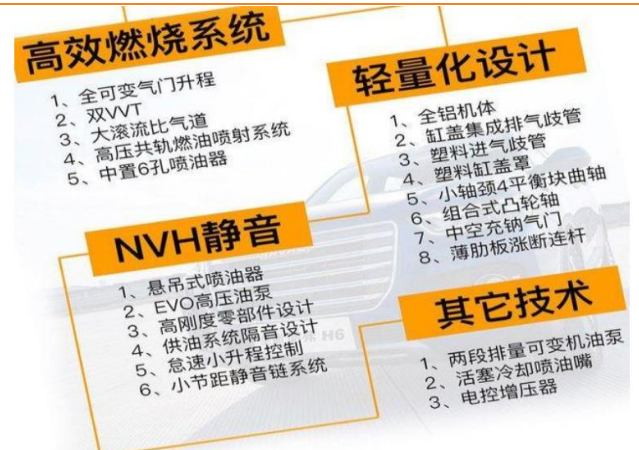 高效燃烧系统
1、全可变气门升程
2、双VVT
3、大滚流比气道
4、高压共轨燃油喷射系统
5、中置6孔喷油器
轻量化设计
1、全铝机体
2、缸盖集成排气歧管
3、塑料进气歧管
4、塑料缸盖罩
5、小轴颈4平衡块曲轴
6、组合式凸轮轴
7、中空充钠气门
8、薄肋板涨断连杆
NVH静音
1、悬吊式喷油器
2、EVO高压油泵
3、高刚度零部件设计
4、供油系统隔音设计
5、怠速小升程控制
6、小节距静音链系统
H6
其它技术
1、两段排量可变机油泵
2、活塞冷却喷油嘴
3、电控增压器